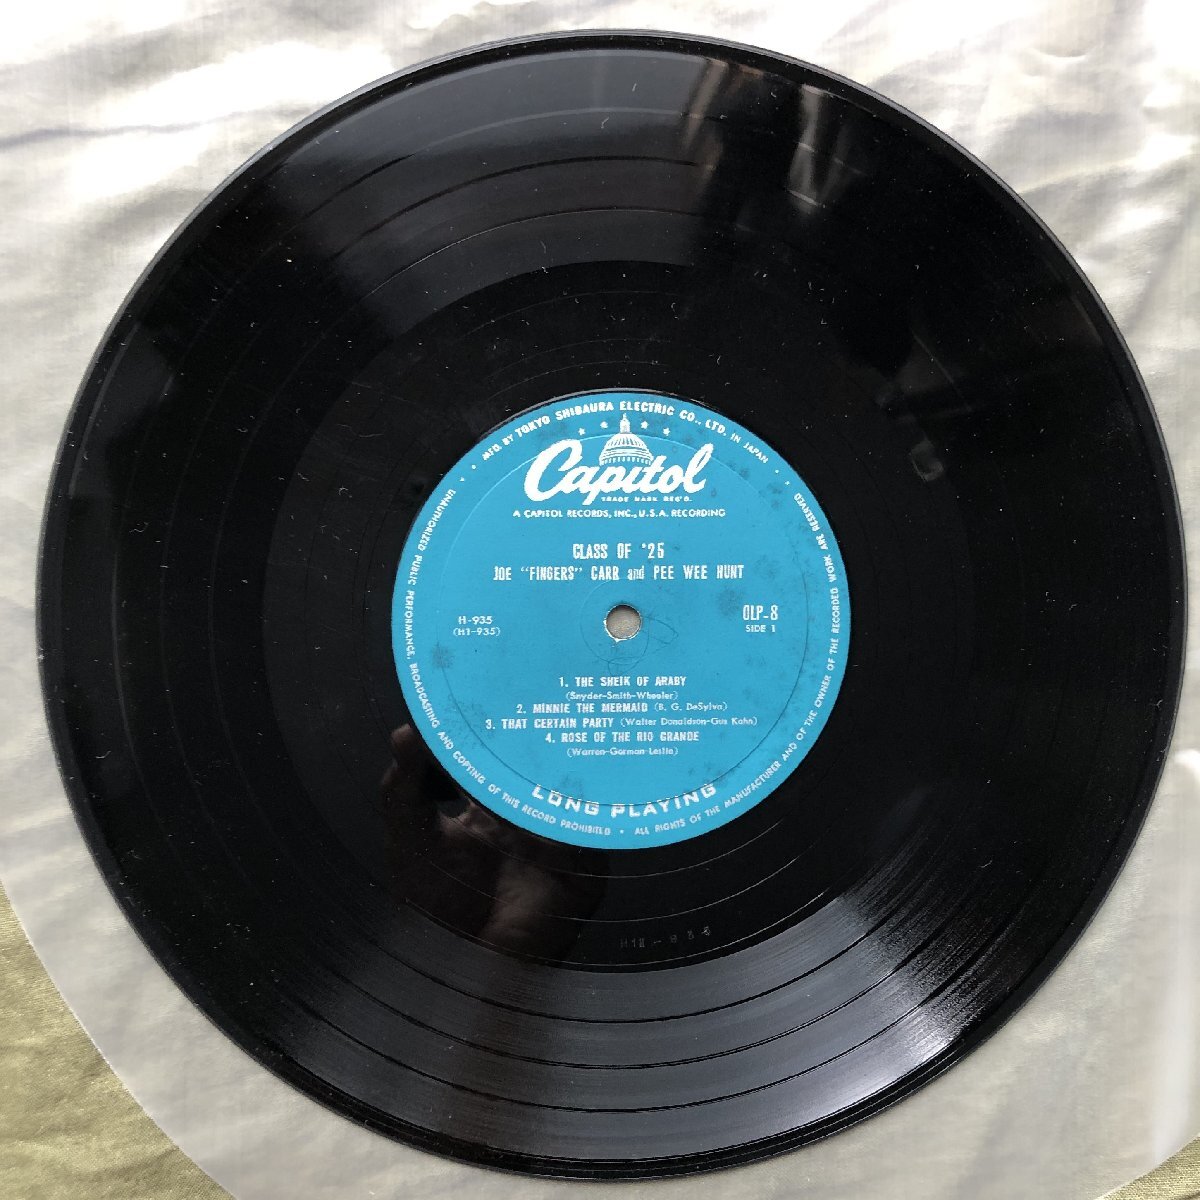 MFD. BY TOKYO SHIBAURA ELECTRIC CO., LTD. IN JAPAN
Capitol
TRADE MARK REG'D.
A CAPITOL RECORDS, INC., U.S.A. RECORDING
CLASS OF '25
JOE "FINGERS" CARR and PEE WEE HUNT
H-935
(H1-935)
OLP-8
SIDE 1
1. THE SHEIK OF ARABY
(Snyder-Smith-Wheeler)
2. MINNIE THE MERMAID (B. G. DeSylva)
3. THAT CERTAIN PARTY (Walter Donaldson-Gus Kahn)
4. ROSE OF THE RIO GRANDE
(Warren-Gorman-Leslie)
LONG PLAYING
UNAUTHORIZED PUBLIC PERFORMANCE, BROADCASTING AND COPYING OF THIS RECORD PROHIBITED • ALL RIGHTS OF THE MANUFACTURER AND OF THE OWNER OF THE RECORDED WORK ARE RESERVED